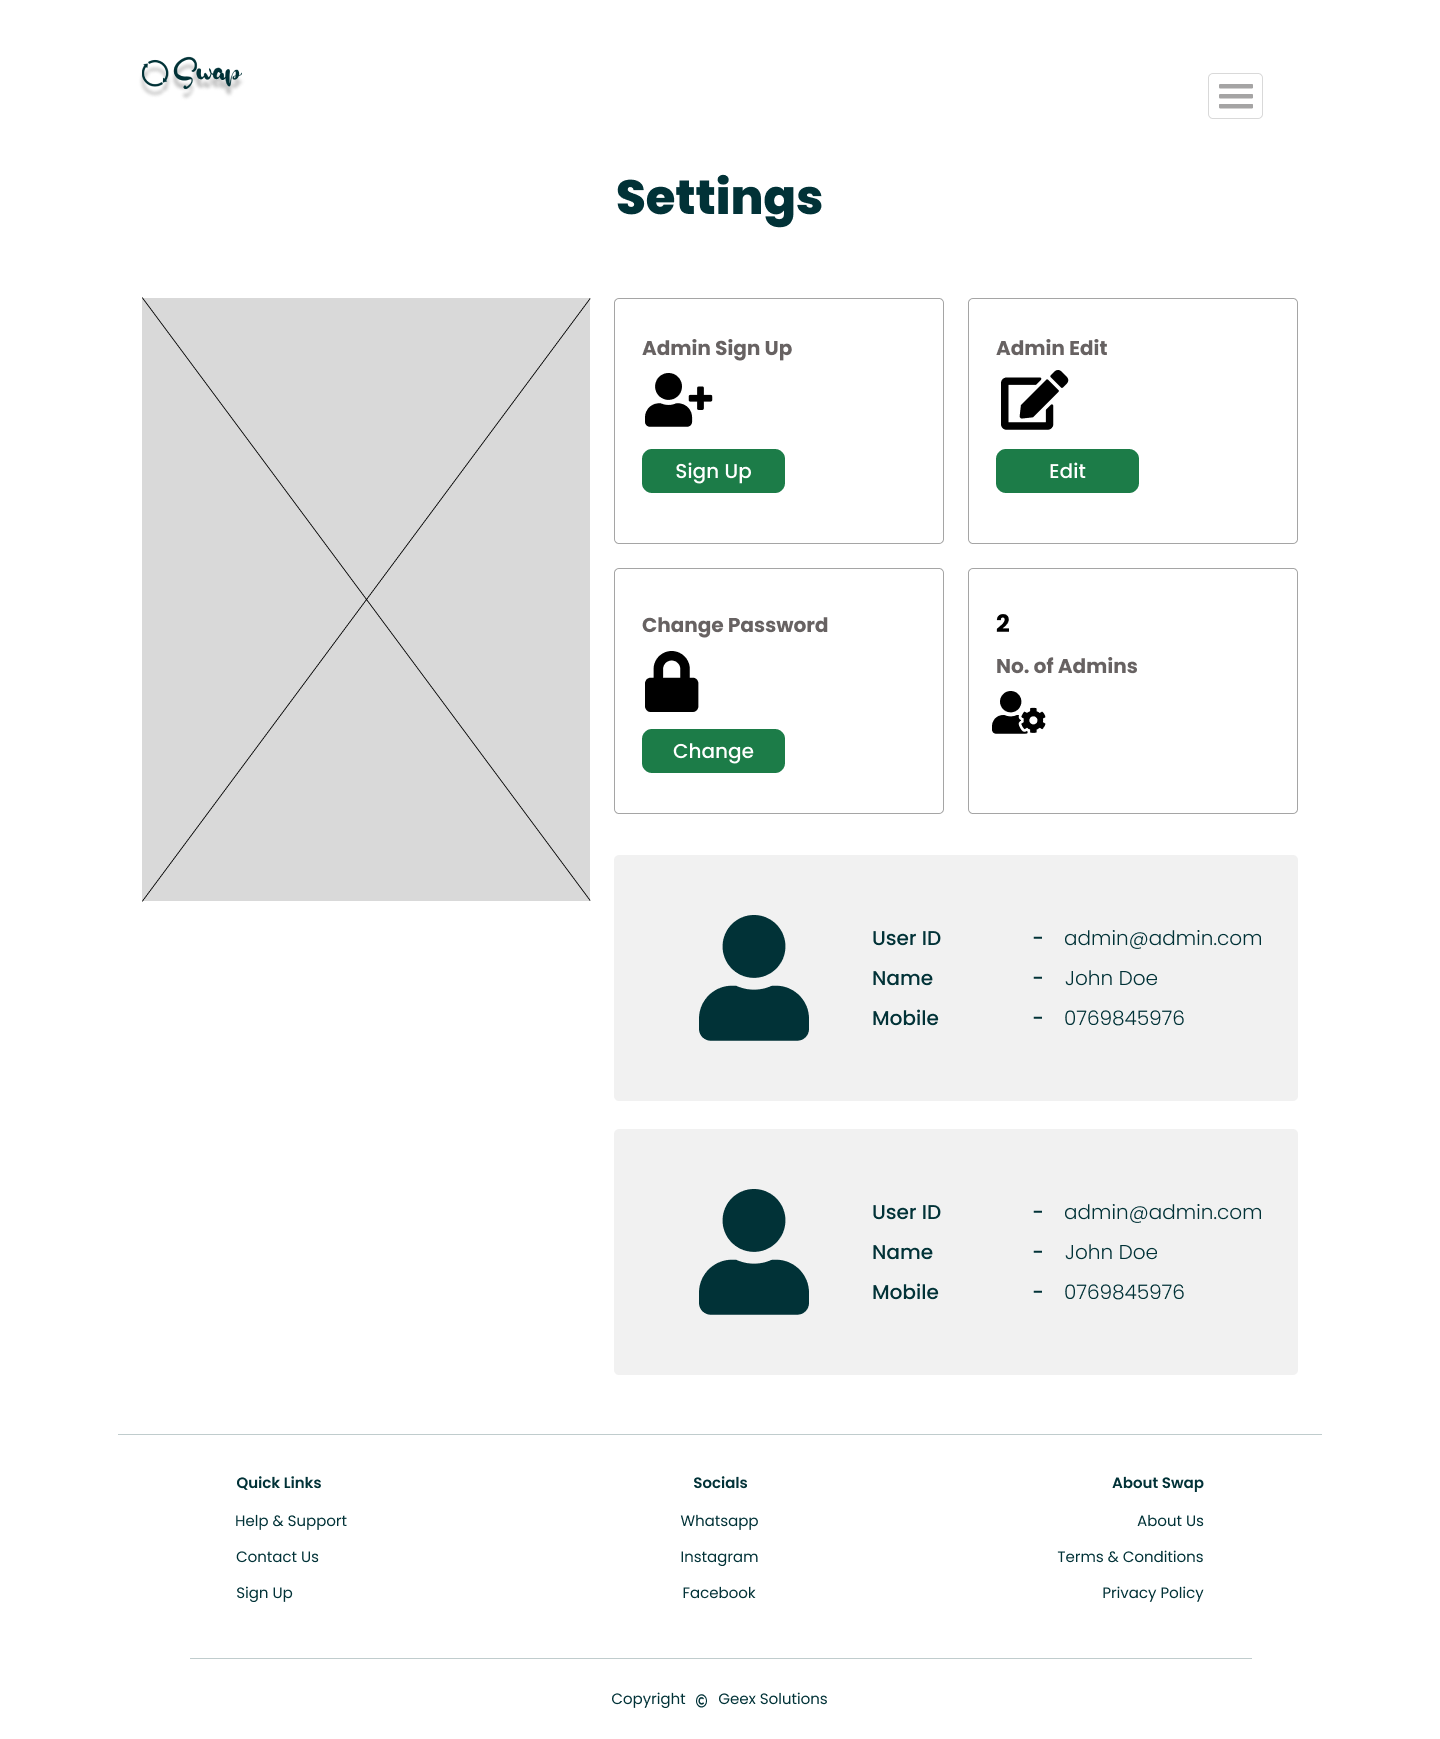 Swap
Settings
Admin Sign Up
Sign Up
Admin Edit
Edit
Change Password
Change
2
No. of Admins
User ID - admin@admin.com
Name - John Doe
Mobile - 0769845976
User ID - admin@admin.com
Name - John Doe
Mobile - 0769845976
Quick Links
Help & Support
Contact Us
Sign Up
Socials
Whatsapp
Instagram
Facebook
About Swap
About Us
Terms & Conditions
Privacy Policy
Copyright © Geex Solutions